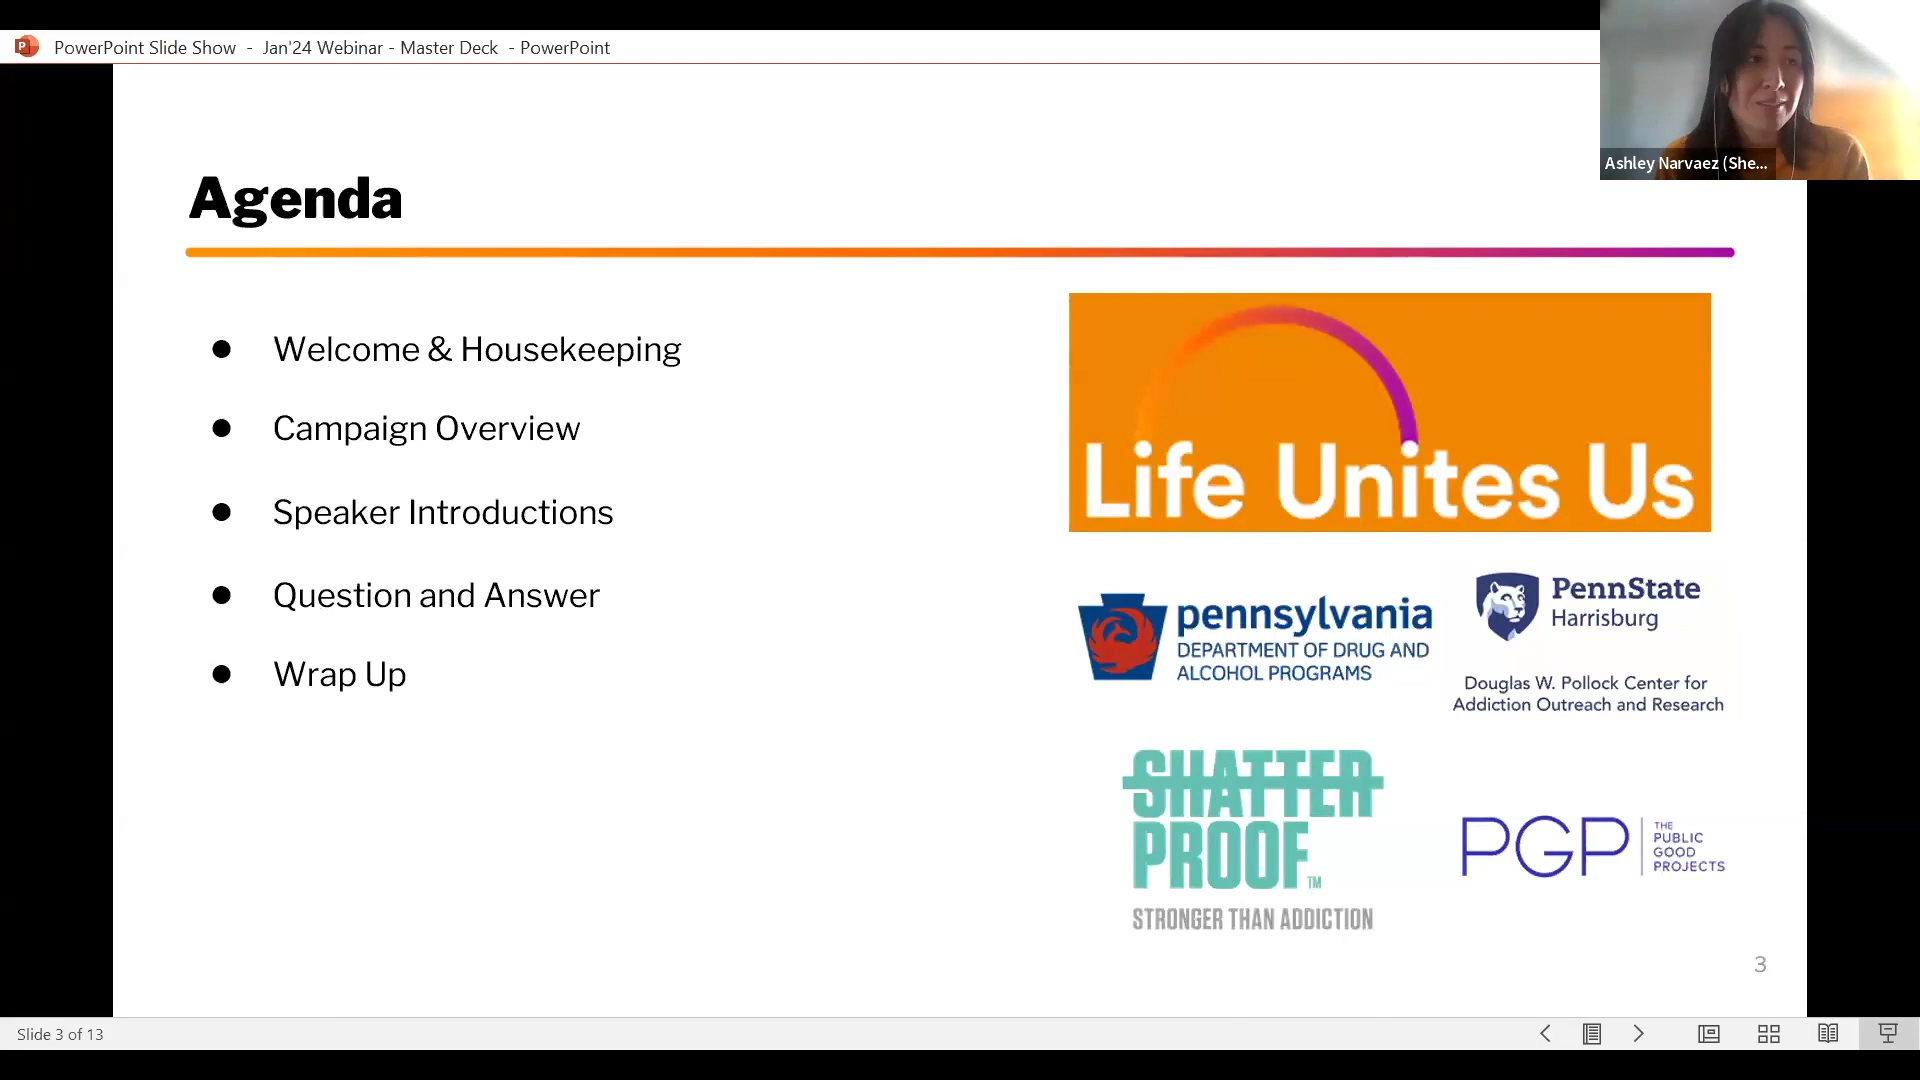 PowerPoint Slide Show - Jan'24 Webinar - Master Deck - PowerPoint
Ashley Narvaez (She...
Agenda
● Welcome & Housekeeping
● Campaign Overview
● Speaker Introductions
● Question and Answer
● Wrap Up
Life Unites Us
pennsylvania
DEPARTMENT OF DRUG AND
ALCOHOL PROGRAMS
PennState
Harrisburg
Douglas W. Pollock Center for
Addiction Outreach and Research
SHATTER
PROOF™
STRONGER THAN ADDICTION
PGP
THE
PUBLIC
GOOD
PROJECTS
3
Slide 3 of 13